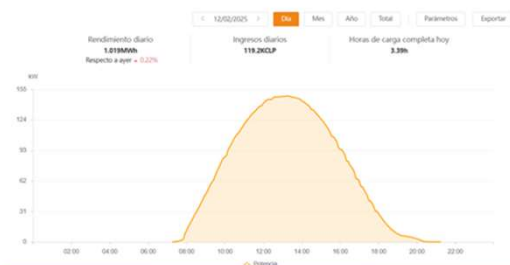 < 12/02/2025 > Día Mes Año Total Parámetros Exportar
Rendimiento diario Ingresos diarios Horas de carga completa hoy
1.019MWh 119.2KCLP 3.39h
Respecto a ayer 0.22%
kW
155
124
93
62
31
0
02:00 04:00 06:00 08:00 10:00 12:00 14:00 16:00 18:00 20:00 22:00
Potencia